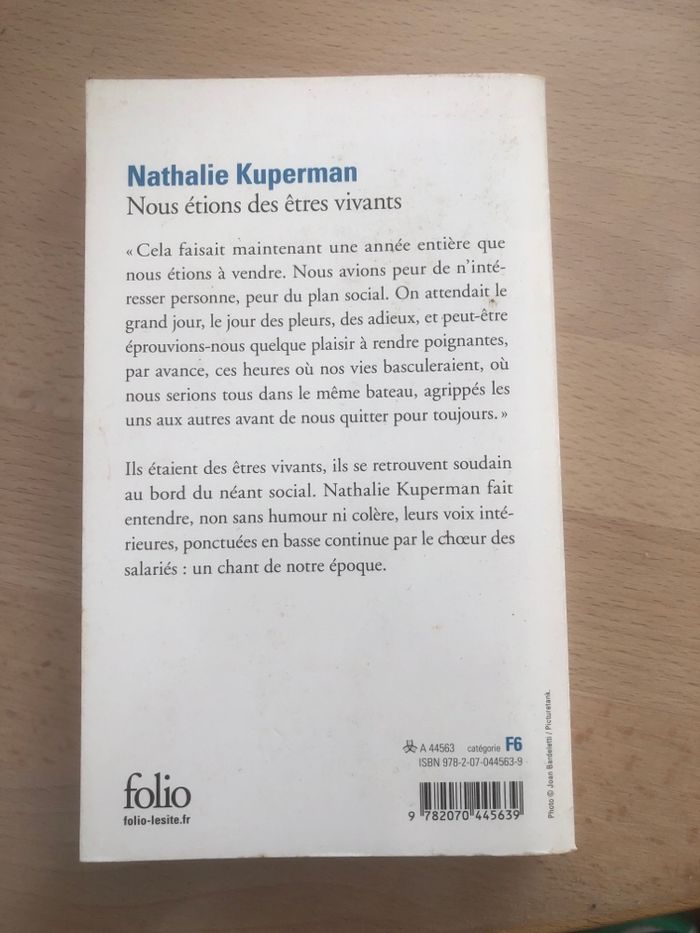 Nathalie Kuperman
Nous étions des êtres vivants
« Cela faisait maintenant une année entière que
nous étions à vendre. Nous avions peur de n'inté-
resser personne, peur du plan social. On attendait le
grand jour, le jour des pleurs, des adieux, et peut-être
éprouvions-nous quelque plaisir à rendre poignantes,
par avance, ces heures où nos vies basculeraient, où
nous serions tous dans le même bateau, agrippés les
uns aux autres avant de nous quitter pour toujours. »
Ils étaient des êtres vivants, ils se retrouvent soudain
au bord du néant social. Nathalie Kuperman fait
entendre, non sans humour ni colère, leurs voix inté-
rieures, ponctuées en basse continue par le chœur des
salariés : un chant de notre époque.
A 44563 catégorie F6
ISBN 978-2-07-044563-9
folio
folio-lesite.fr
9 782070 445639
Photo © Joan Bardeletti / Picturetank.